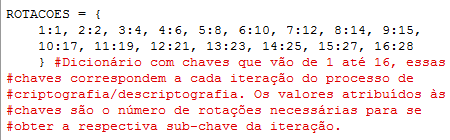 ROTACOES = {
1:1, 2:2, 3:4, 4:6, 5:8, 6:10, 7:12, 8:14, 9:15,
10:17, 11:19, 12:21, 13:23, 14:25, 15:27, 16:28
} #Dicionário com chaves que vão de 1 até 16, essas
#chaves correspondem a cada iteração do processo de
#criptografia/descriptografia. Os valores atribuídos às
#chaves são o número de rotações necessárias para se
#obter a respectiva sub-chave da iteração.